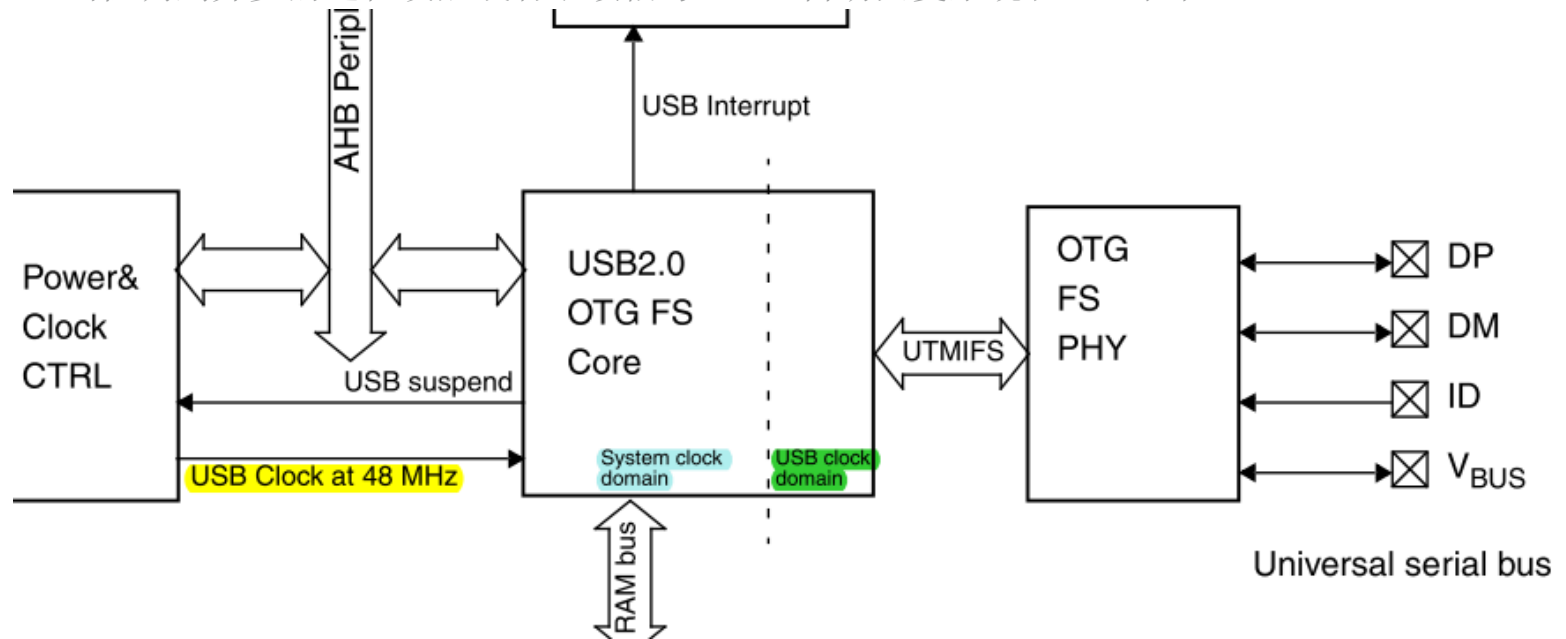 AHB Periph
USB Interrupt
Power&
Clock
CTRL
USB2.0
OTG FS
Core
OTG
FS
PHY
DP
DM
ID
VBUS
UTMIFS
USB suspend
USB Clock at 48 MHz
System clock
domain
USB clock
domain
RAM bus
Universal serial bus